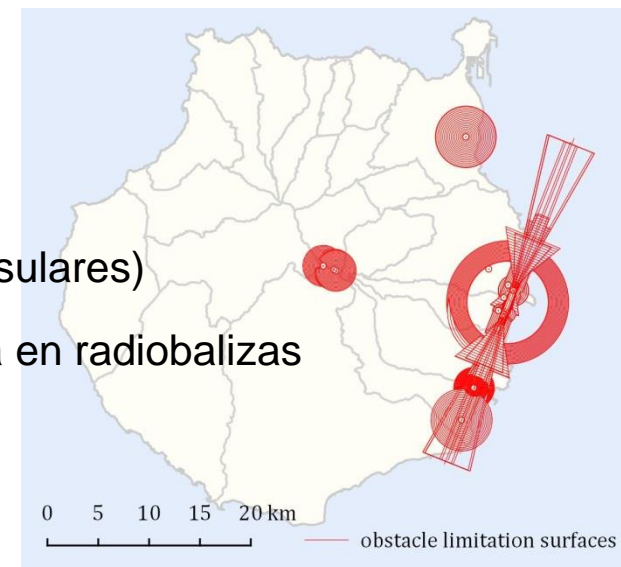 sulares)
en radiobalizas
0 5 10 15 20 km
obstacle limitation surfaces